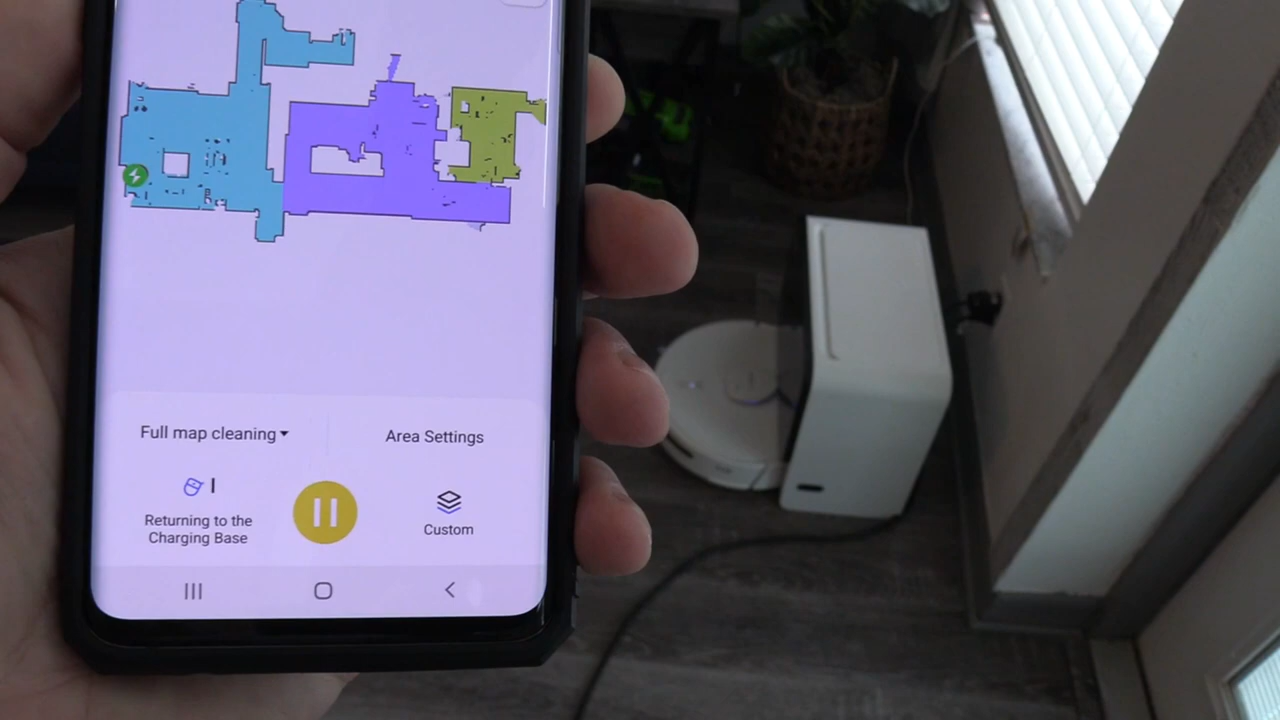 Full map cleaning
Area Settings
Returning to the
Charging Base
Custom